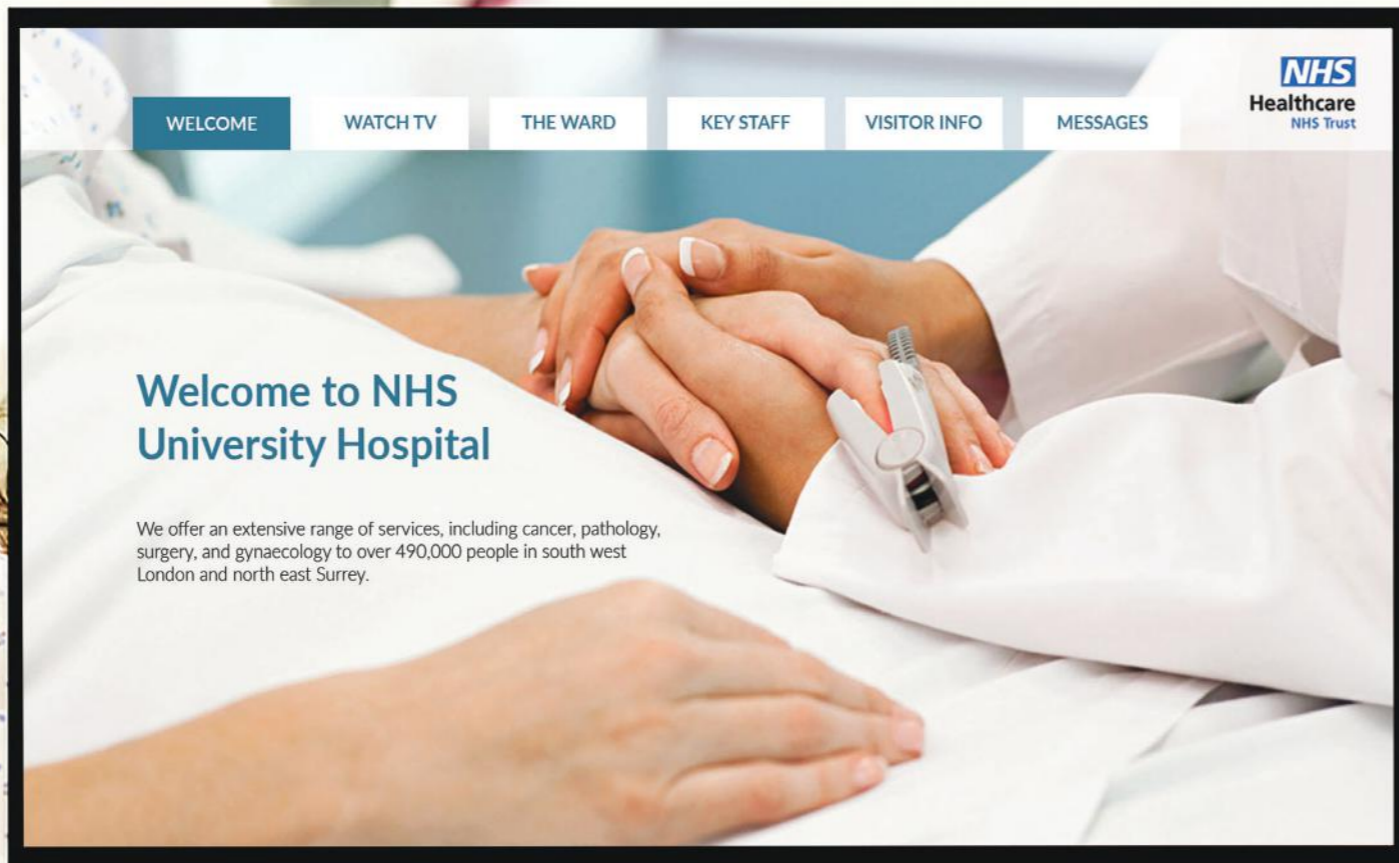 WELCOME
WATCH TV
THE WARD
KEY STAFF
VISITOR INFO
MESSAGES
NHS
Healthcare
NHS Trust
Welcome to NHS
University Hospital
We offer an extensive range of services, including cancer, pathology,
surgery, and gynaecology to over 490,000 people in south west
London and north east Surrey.